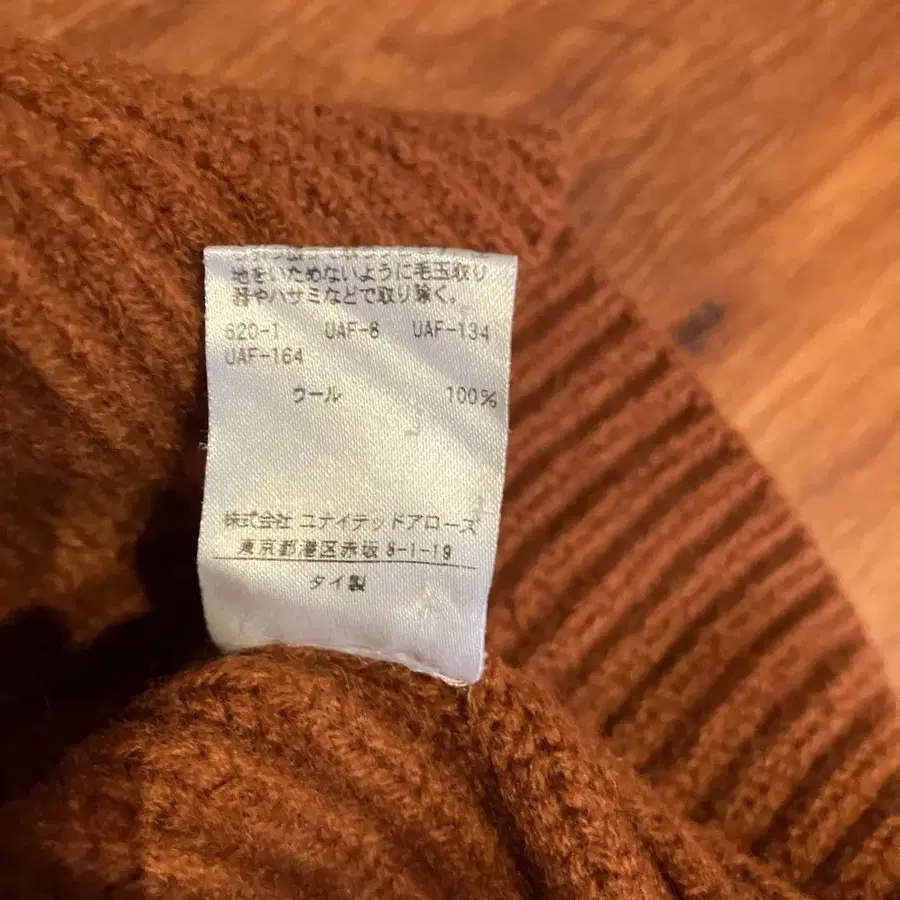 地をいためないように毛玉取り
器やハサミなどで取り除く。
620-1 UAF-8 UAF-134
UAF-164
ウール 100%
株式会社 ユナイテッドアローズ
東京都港区赤坂 8-1-19
タイ製